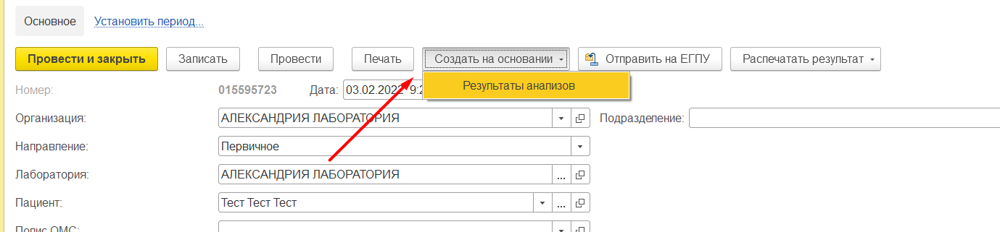 Основное Установить период...
Провести и закрыть Записать Провести Печать Создать на основании Отправить на ЕГПУ Распечатать результат
Результаты анализов
Номер: 015595723 Дата: 03.02.2022 9:2
Организация: АЛЕКСАНДРИЯ ЛАБОРАТОРИЯ Подразделение:
Направление: Первичное
Лаборатория: АЛЕКСАНДРИЯ ЛАБОРАТОРИЯ ...
Пациент: Тест Тест Тест ...
Полис ОМС: